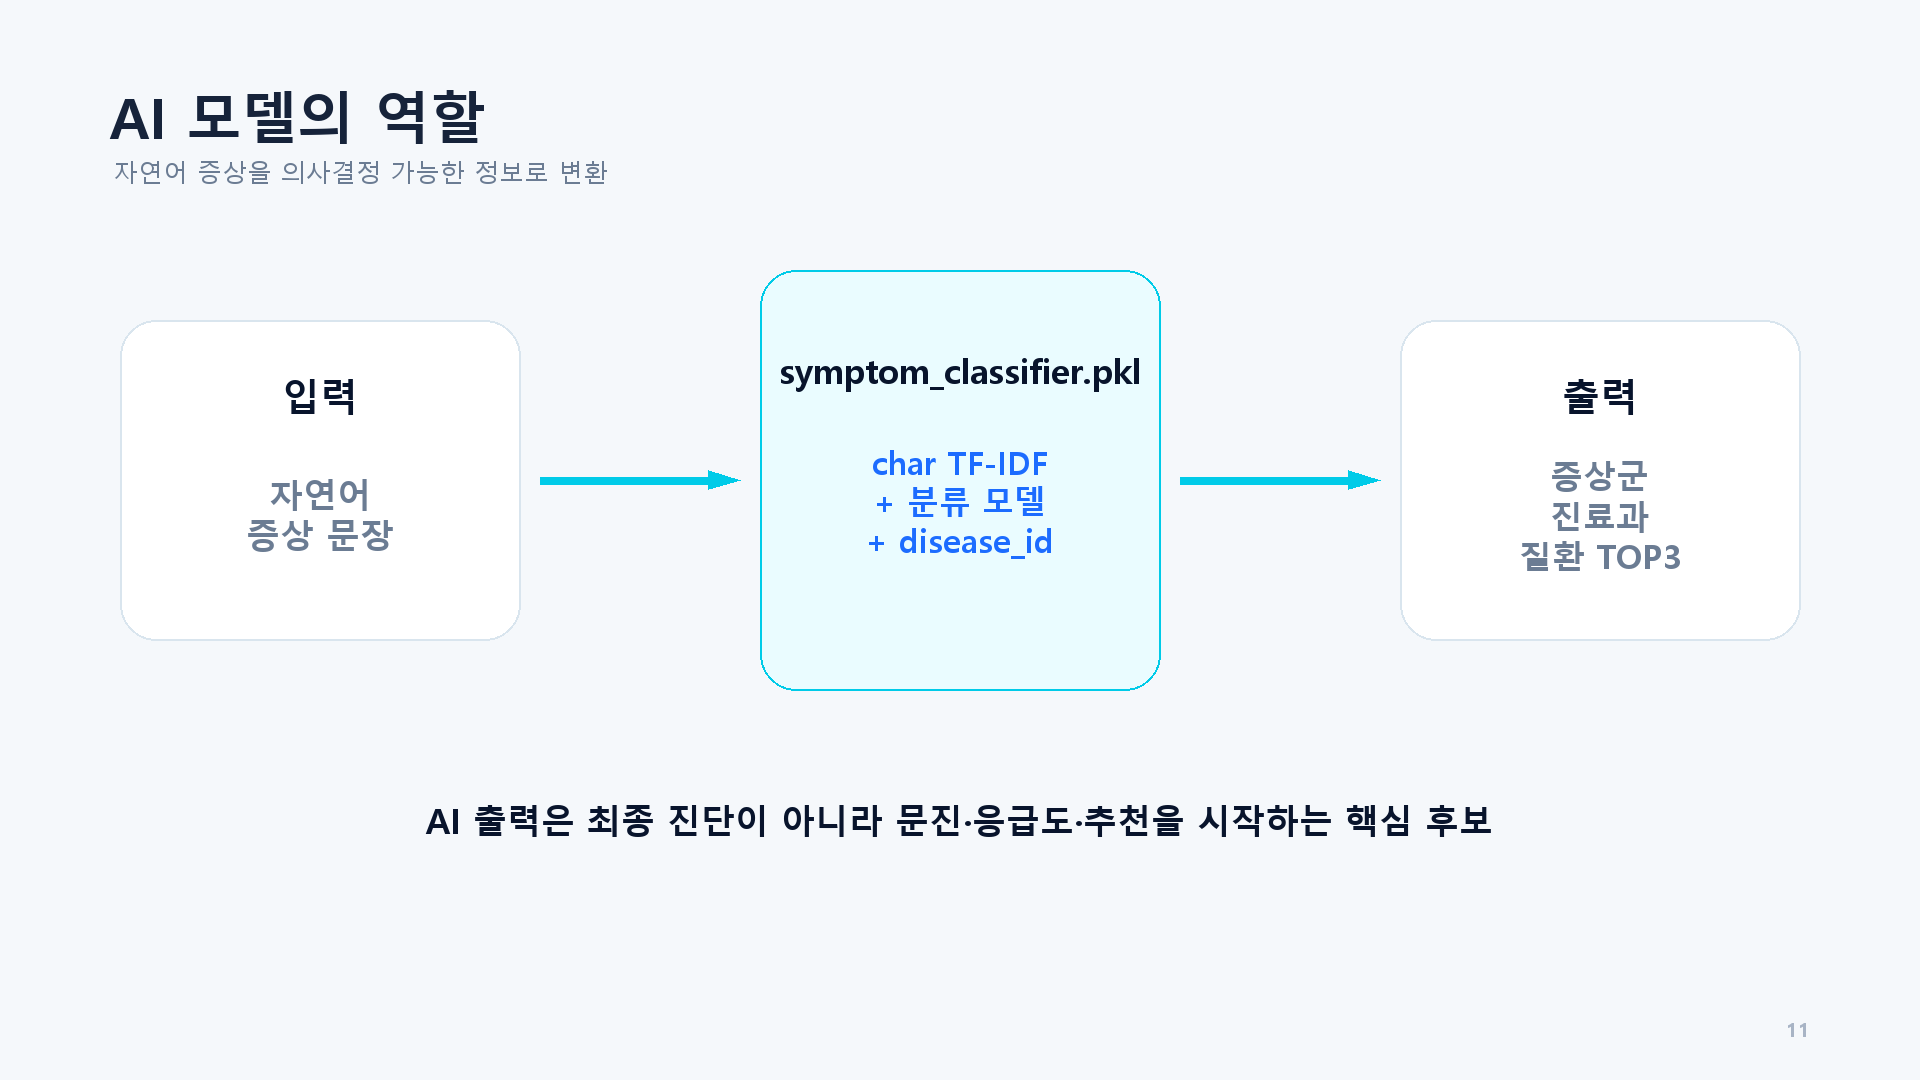 AI 모델의 역할
자연어 증상을 의사결정 가능한 정보로 변환
입력
자연어
증상 문장
symptom_classifier.pkl
char TF-IDF
+ 분류 모델
+ disease_id
출력
증상군
진료과
질환 TOP3
AI 출력은 최종 진단이 아니라 문진·응급도·추천을 시작하는 핵심 후보
11